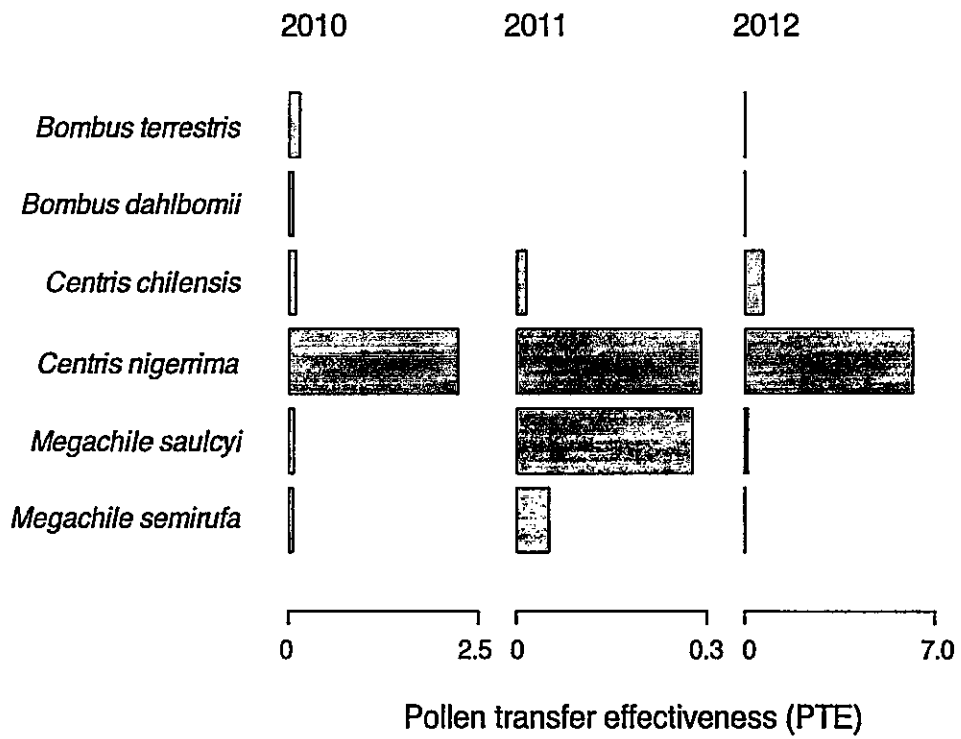 2010 2011 2012
Bombus terrestris
Bombus dahlbomii
Centris chilensis
Centris nigerrima
Megachile saulcyi
Megachile semirufa
0 2.5 0 0.3 0 7.0
Pollen transfer effectiveness (PTE)